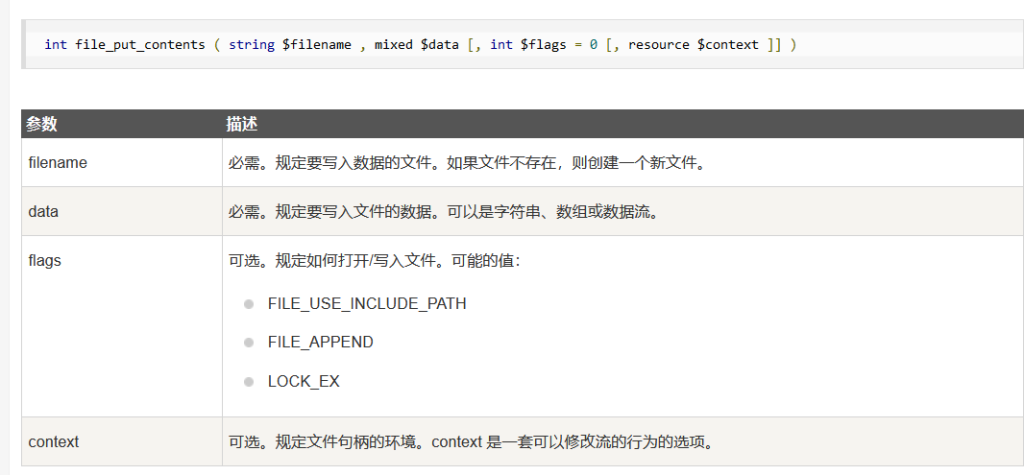 int file_put_contents ( string $filename , mixed $data [, int $flags = 0 [, resource $context ]] )
参数 描述
filename 必需。规定要写入数据的文件。如果文件不存在，则创建一个新文件。
data 必需。规定要写入文件的数据。可以是字符串、数组或数据流。
flags 可选。规定如何打开/写入文件。可能的值：
FILE_USE_INCLUDE_PATH
FILE_APPEND
LOCK_EX
context 可选。规定文件句柄的环境。context 是一套可以修改流的行为的选项。